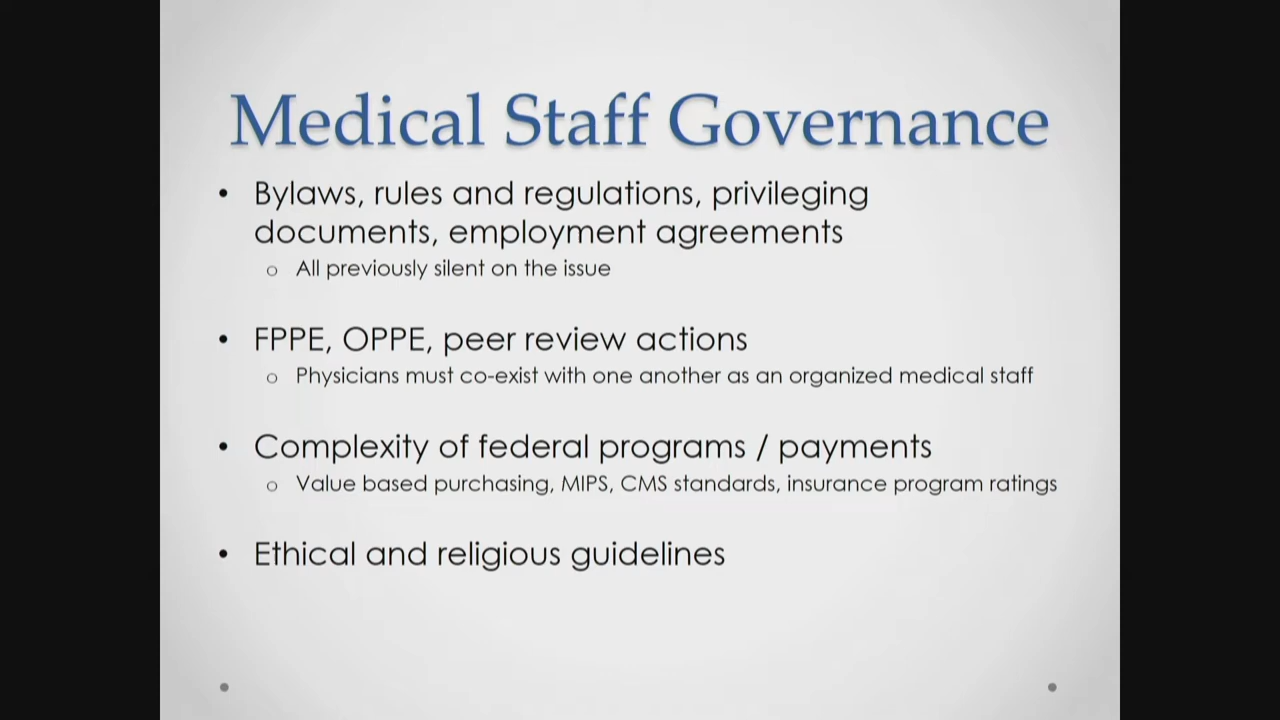 Medical Staff Governance
• Bylaws, rules and regulations, privileging
documents, employment agreements
o All previously silent on the issue
• FPPE, OPPE, peer review actions
o Physicians must co-exist with one another as an organized medical staff
• Complexity of federal programs / payments
o Value based purchasing, MIPS, CMS standards, insurance program ratings
• Ethical and religious guidelines